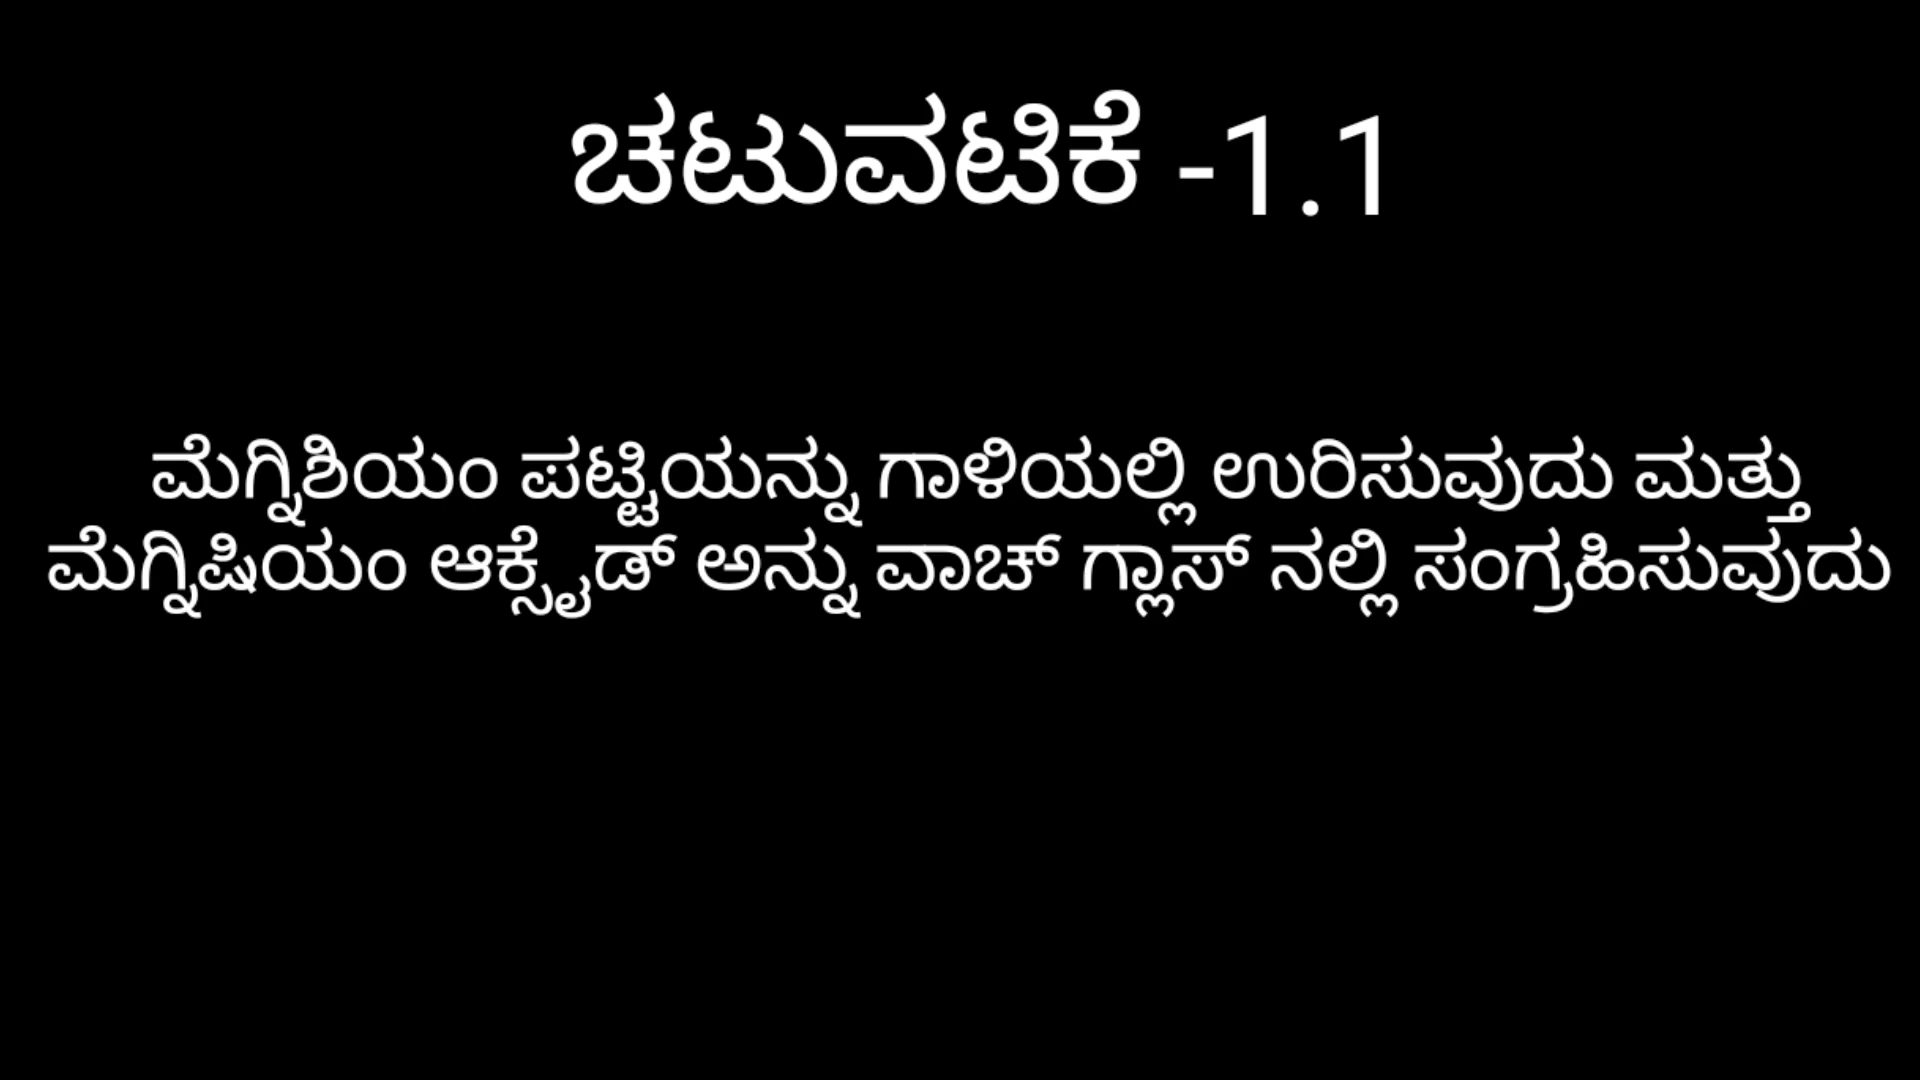 ಚಟುವಟಿಕೆ -1.1
ಮೆಗ್ನಿಶಿಯಂ ಪಟ್ಟಿಯನ್ನು ಗಾಳಿಯಲ್ಲಿ ಉರಿಸುವುದು ಮತ್ತು
ಮೆಗ್ನಿಷಿಯಂ ಆಕ್ಸೈಡ್ ಅನ್ನು ವಾಚ್ ಗ್ಲಾಸ್ ನಲ್ಲಿ ಸಂಗ್ರಹಿಸುವುದು